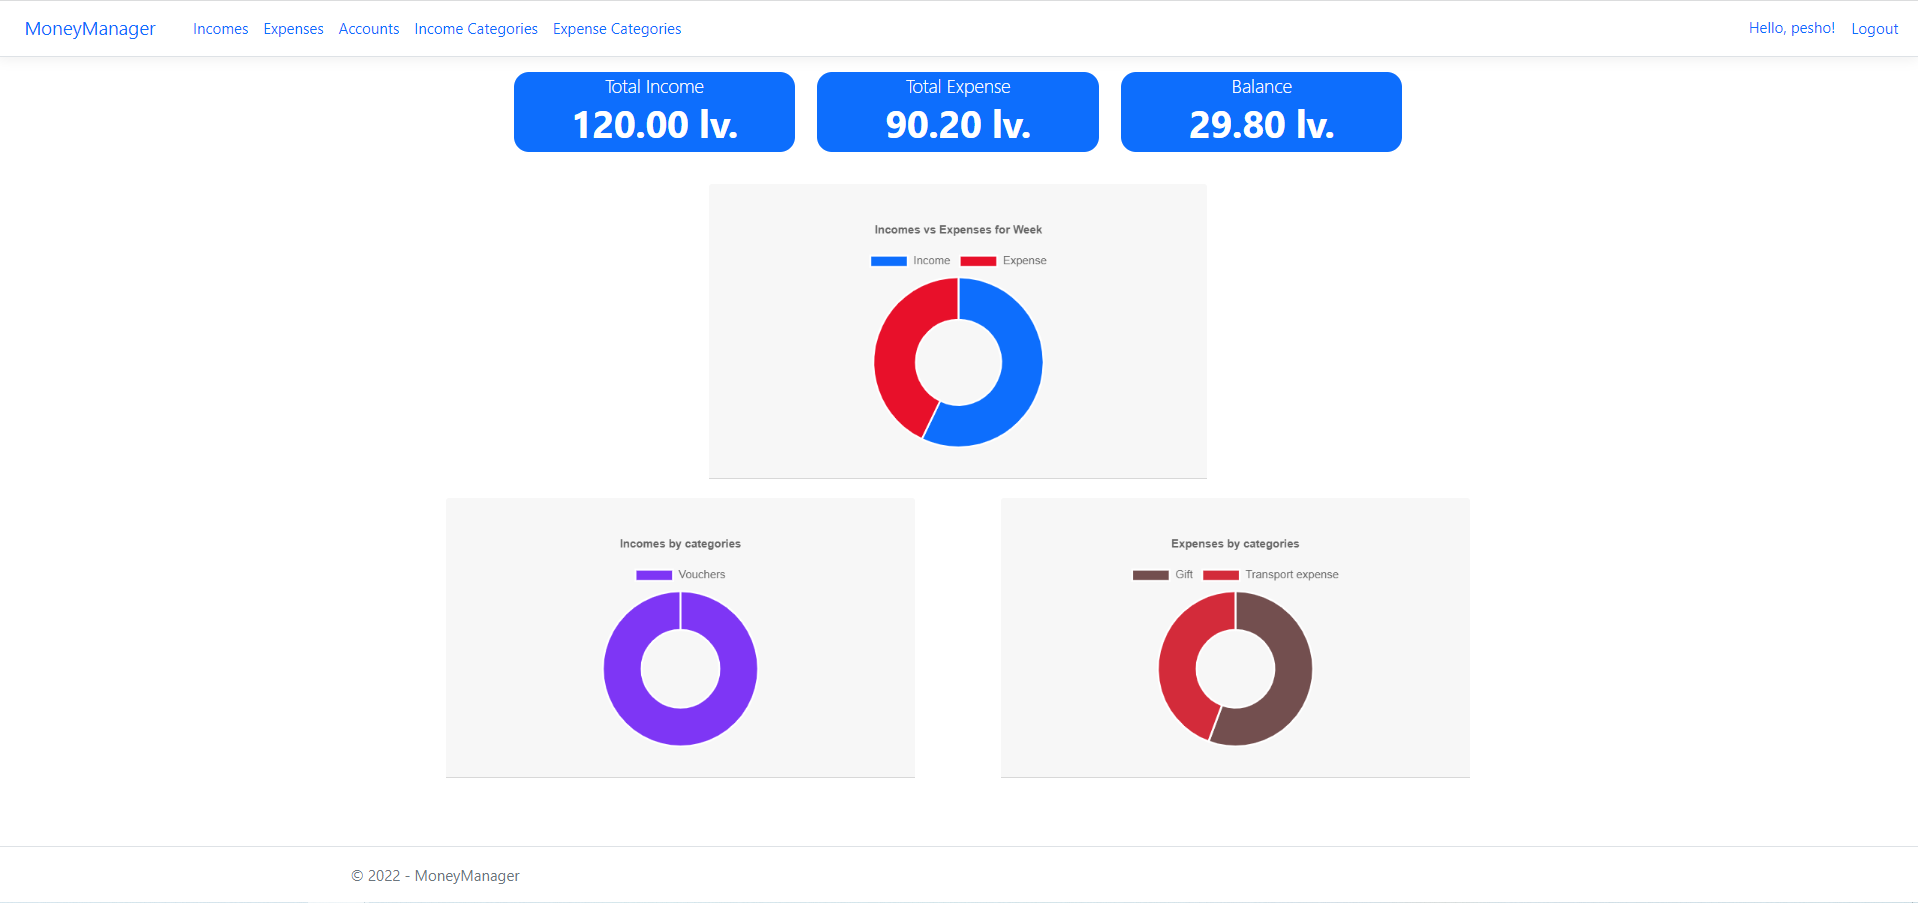 MoneyManager Incomes Expenses Accounts Income Categories Expense Categories Hello, pesho! Logout
Total Income
120.00 lv.
Total Expense
90.20 lv.
Balance
29.80 lv.
Incomes vs Expenses for Week
Income Expense
Incomes by categories
Vouchers
Expenses by categories
Gift Transport expense
© 2022 - MoneyManager